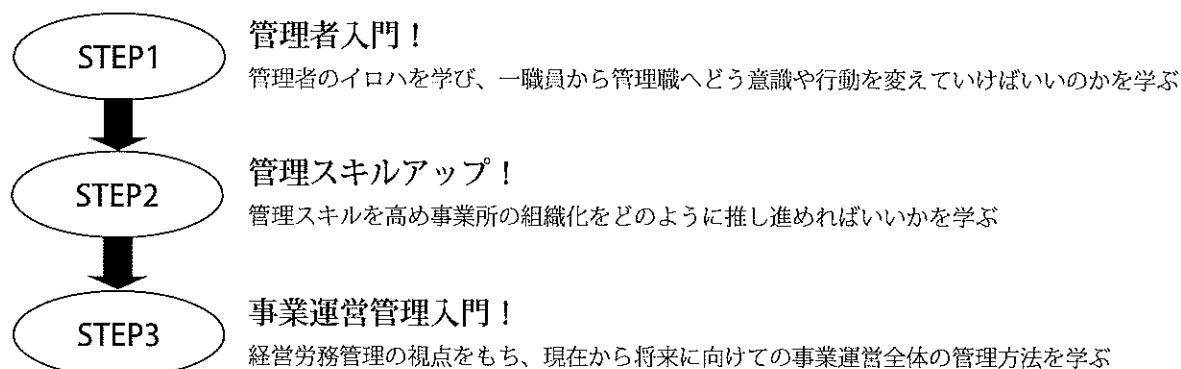 STEP1
管理者入門！
管理者のイロハを学び、一職員から管理職へどう意識や行動を変えていけばいいのかを学ぶ
STEP2
管理スキルアップ！
管理スキルを高め事業所の組織化をどのように推し進めればいいかを学ぶ
STEP3
事業運営管理入門！
経営労務管理の視点をもち、現在から将来に向けての事業運営全体の管理方法を学ぶ